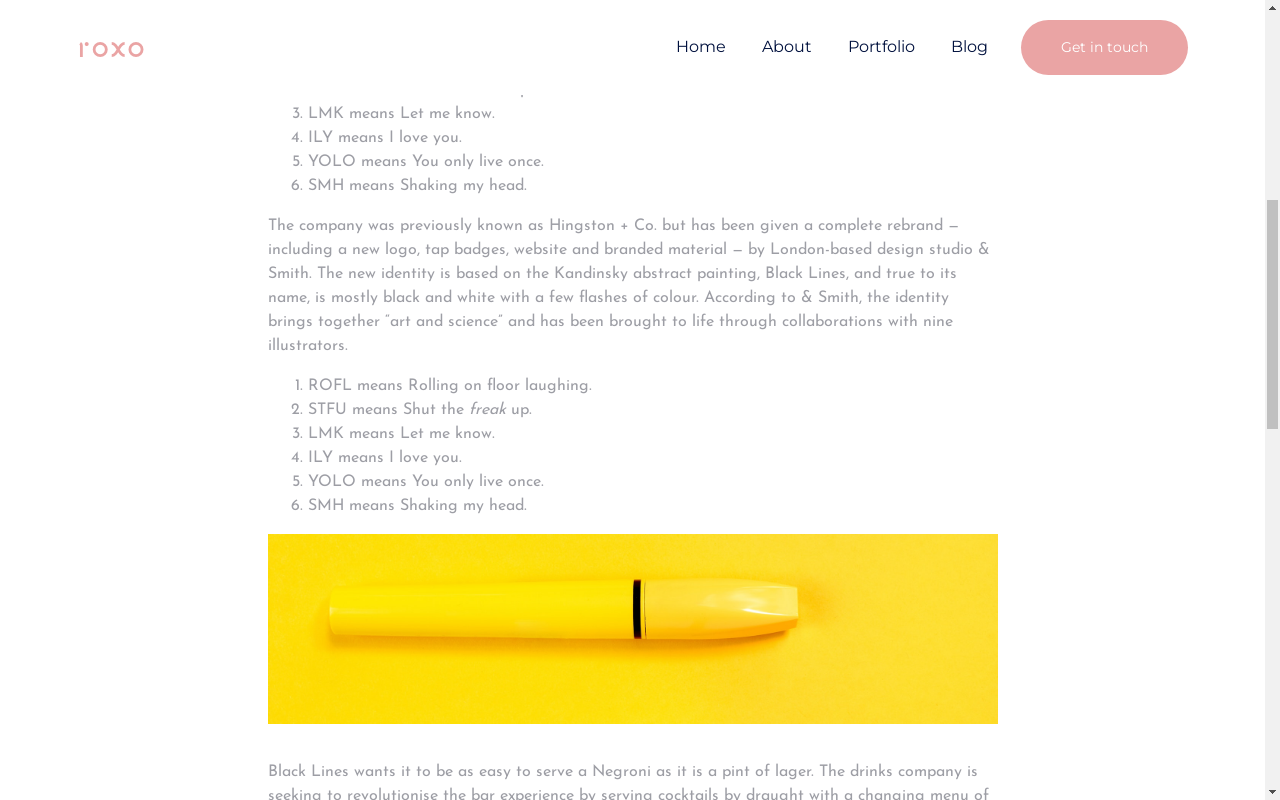 roxo
Home
About
Portfolio
Blog
Get in touch
3. LMK means Let me know.
4. ILY means I love you.
5. YOLO means You only live once.
6. SMH means Shaking my head.
The company was previously known as Hingston + Co. but has been given a complete rebrand —
including a new logo, tap badges, website and branded material — by London-based design studio &
Smith. The new identity is based on the Kandinsky abstract painting, Black Lines, and true to its
name, is mostly black and white with a few flashes of colour. According to & Smith, the identity
brings together “art and science” and has been brought to life through collaborations with nine
illustrators.
1. ROFL means Rolling on floor laughing.
2. STFU means Shut the freak up.
3. LMK means Let me know.
4. ILY means I love you.
5. YOLO means You only live once.
6. SMH means Shaking my head.
Black Lines wants it to be as easy to serve a Negroni as it is a pint of lager. The drinks company is
seeking to revolutionise the bar experience by serving cocktails by draught with a changing menu of